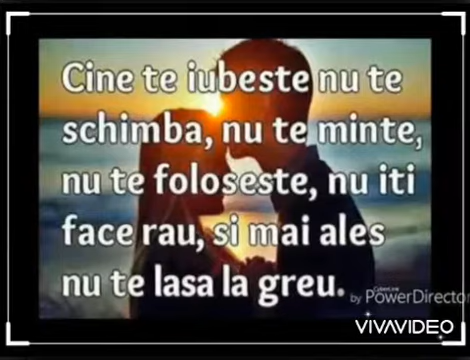 Cine te iubeste nu te
schimba, nu te minte,
nu te foloseste, nu iti
face rau, si mai ales
nu te lasa la greu.
by CyberLink PowerDirector
VIVAVIDEO